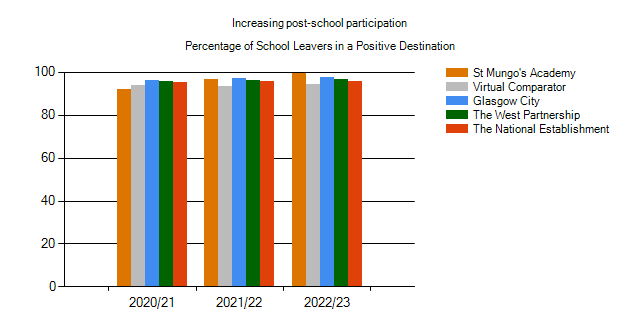 Increasing post-school participation
Percentage of School Leavers in a Positive Destination
100
80
60
40
20
0
2020/21
2021/22
2022/23
St Mungo's Academy
Virtual Comparator
Glasgow City
The West Partnership
The National Establishment